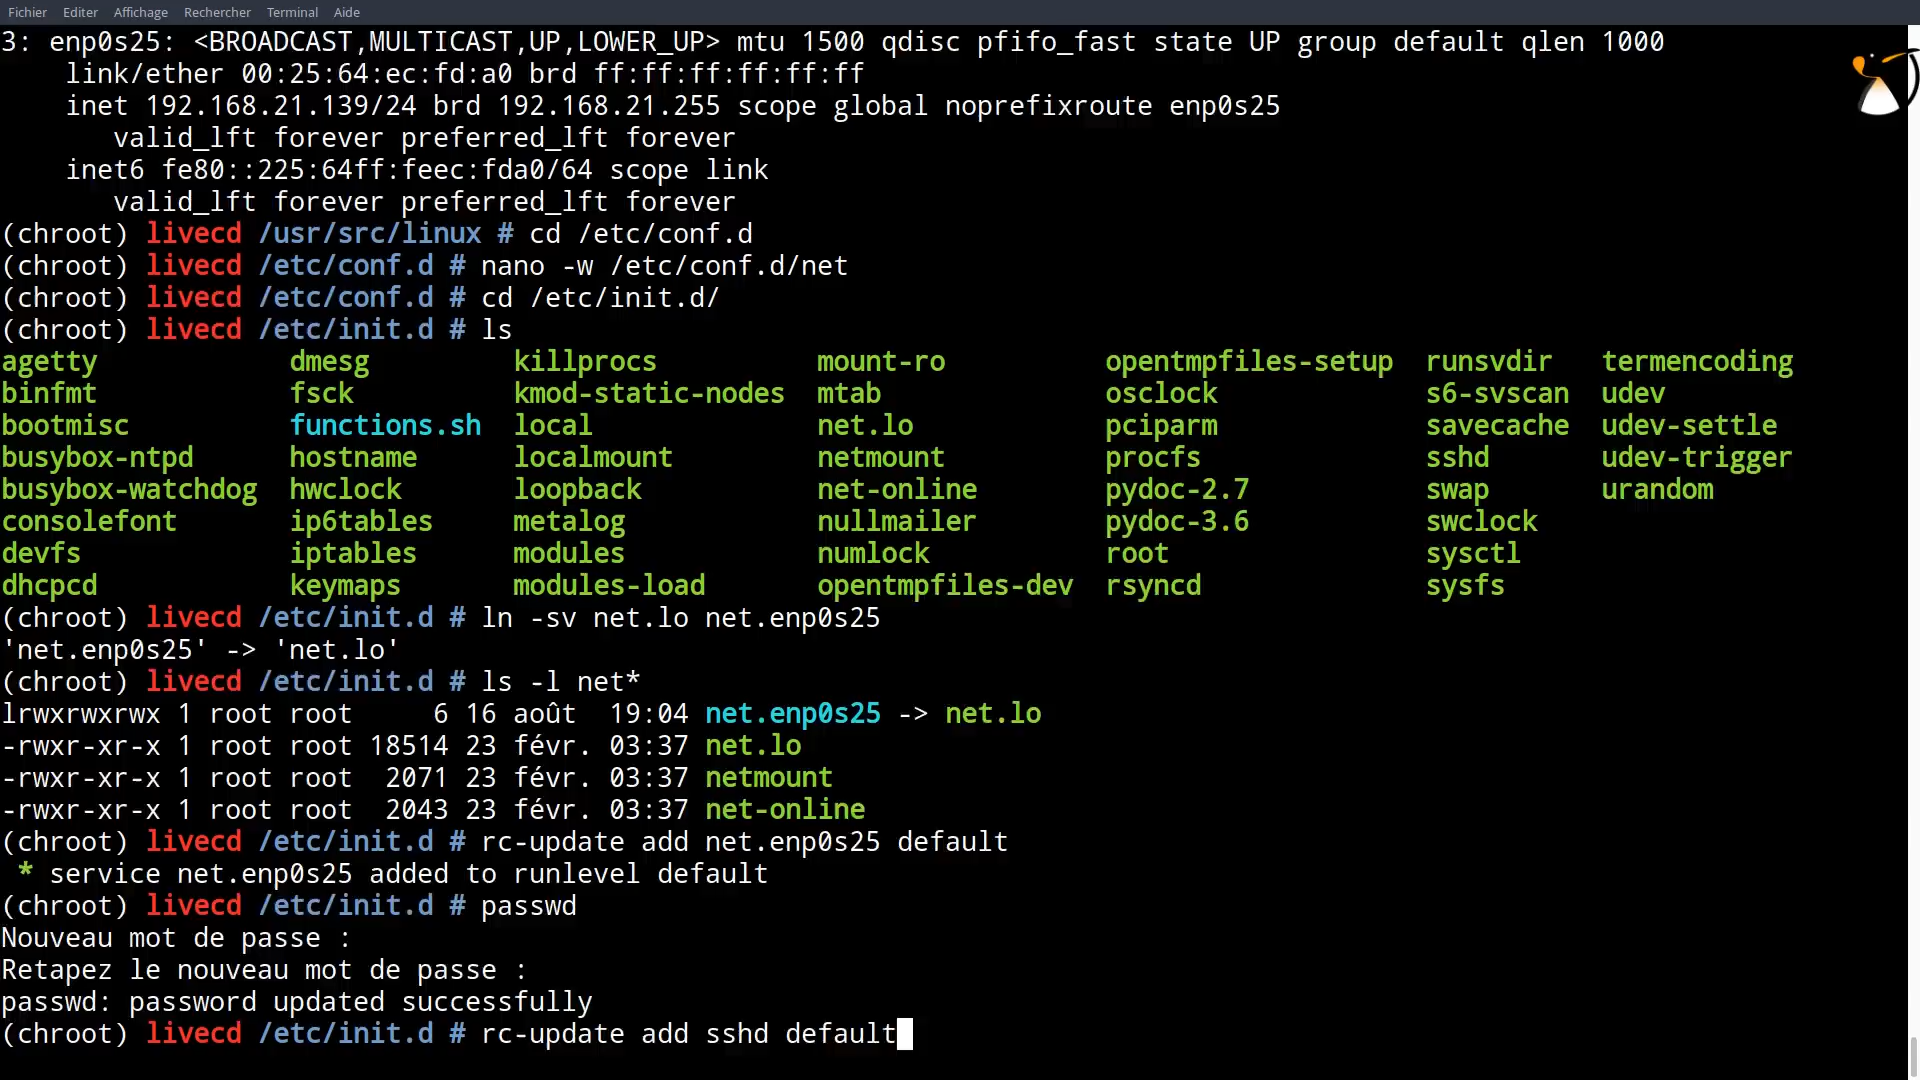 Fichier Editer Affichage Rechercher Terminal Aide
3: enp0s25: <BROADCAST,MULTICAST,UP,LOWER_UP> mtu 1500 qdisc pfifo_fast state UP group default qlen 1000
    link/ether 00:25:64:ec:fd:a0 brd ff:ff:ff:ff:ff:ff
    inet 192.168.21.139/24 brd 192.168.21.255 scope global noprefixroute enp0s25
       valid_lft forever preferred_lft forever
    inet6 fe80::225:64ff:feec:fda0/64 scope link
       valid_lft forever preferred_lft forever
(chroot) livecd /usr/src/linux # cd /etc/conf.d
(chroot) livecd /etc/conf.d # nano -w /etc/conf.d/net
(chroot) livecd /etc/conf.d # cd /etc/init.d/
(chroot) livecd /etc/init.d # ls
agetty            dmesg         killprocs          mount-ro          opentmpfiles-setup  runsvdir   termencoding
binfmt            fsck          kmod-static-nodes  mtab              osclock             s6-svscan  udev
bootmisc          functions.sh  local              net.lo            pciparm             savecache  udev-settle
busybox-ntpd      hostname      localmount         netmount          procfs              sshd       udev-trigger
busybox-watchdog  hwclock       loopback           net-online        pydoc-2.7           swap       urandom
consolefont       ip6tables     metalog            nullmailer        pydoc-3.6           swclock
devfs             iptables      modules            numlock           root                sysctl
dhcpcd            keymaps       modules-load       opentmpfiles-dev  rsyncd              sysfs
(chroot) livecd /etc/init.d # ln -sv net.lo net.enp0s25
'net.enp0s25' -> 'net.lo'
(chroot) livecd /etc/init.d # ls -l net*
lrwxrwxrwx 1 root root     6 16 août  19:04 net.enp0s25 -> net.lo
-rwxr-xr-x 1 root root 18514 23 févr. 03:37 net.lo
-rwxr-xr-x 1 root root  2071 23 févr. 03:37 netmount
-rwxr-xr-x 1 root root  2043 23 févr. 03:37 net-online
(chroot) livecd /etc/init.d # rc-update add net.enp0s25 default
 * service net.enp0s25 added to runlevel default
(chroot) livecd /etc/init.d # passwd
Nouveau mot de passe :
Retapez le nouveau mot de passe :
passwd: password updated successfully
(chroot) livecd /etc/init.d # rc-update add sshd default